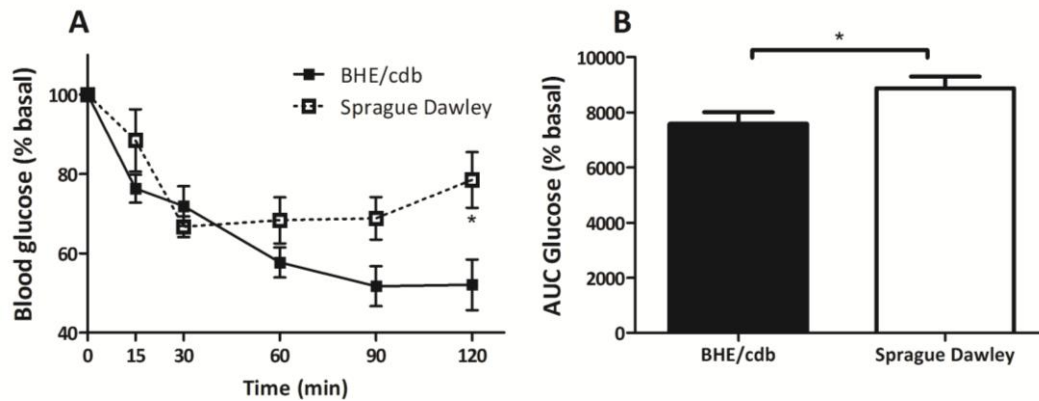 A
Blood glucose (% basal)
100
80
60
40
BHE/cdb
Sprague Dawley
*
0 15 30 60 90 120
Time (min)
B
*
AUC Glucose (% basal)
10000
8000
6000
4000
2000
0
BHE/cdb Sprague Dawley